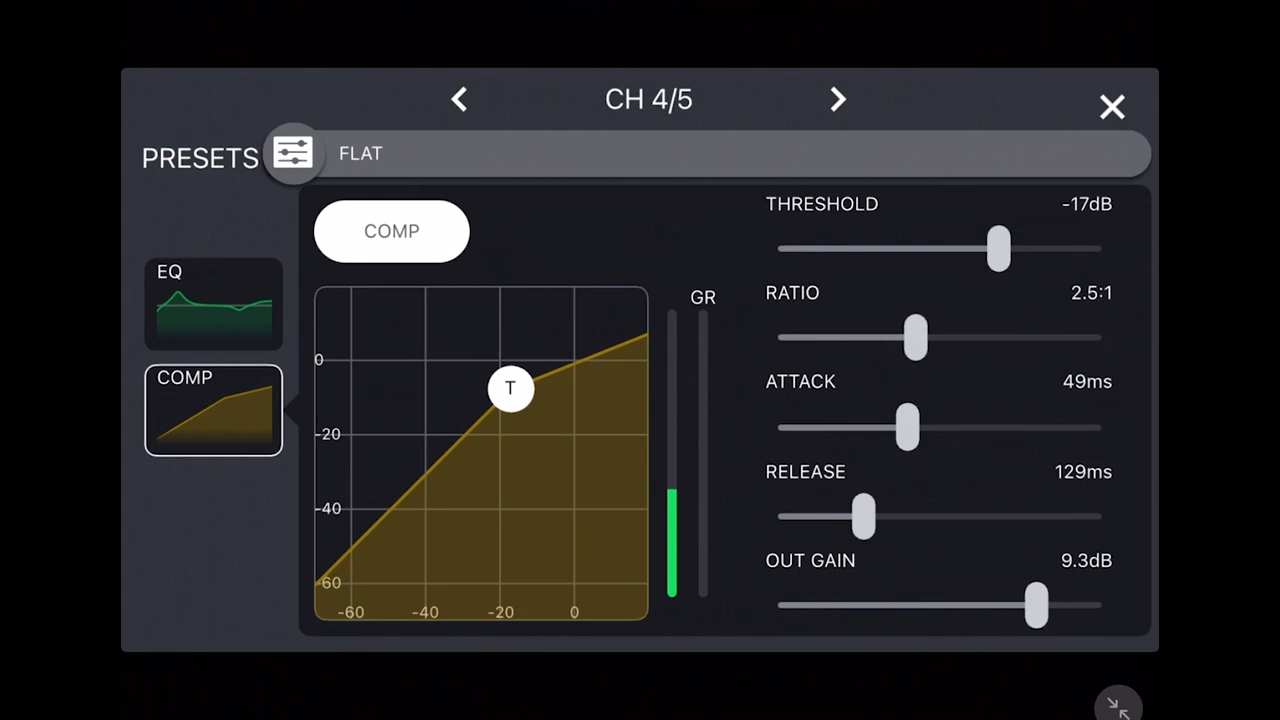 CH 4/5
PRESETS
FLAT
EQ
COMP
COMP
0
-20
-40
-60
-60
-40
-20
0
T
GR
THRESHOLD
-17dB
RATIO
2.5:1
ATTACK
49ms
RELEASE
129ms
OUT GAIN
9.3dB